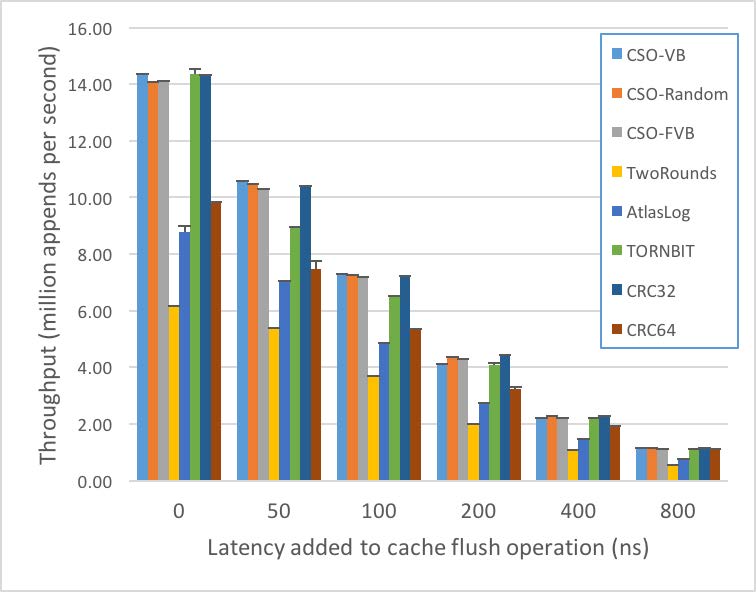 Throughput (million appends per second)
16.00
14.00
12.00
10.00
8.00
6.00
4.00
2.00
0.00
CSO-VB
CSO-Random
CSO-FVB
TwoRounds
AtlasLog
TORNBIT
CRC32
CRC64
0 50 100 200 400 800
Latency added to cache flush operation (ns)